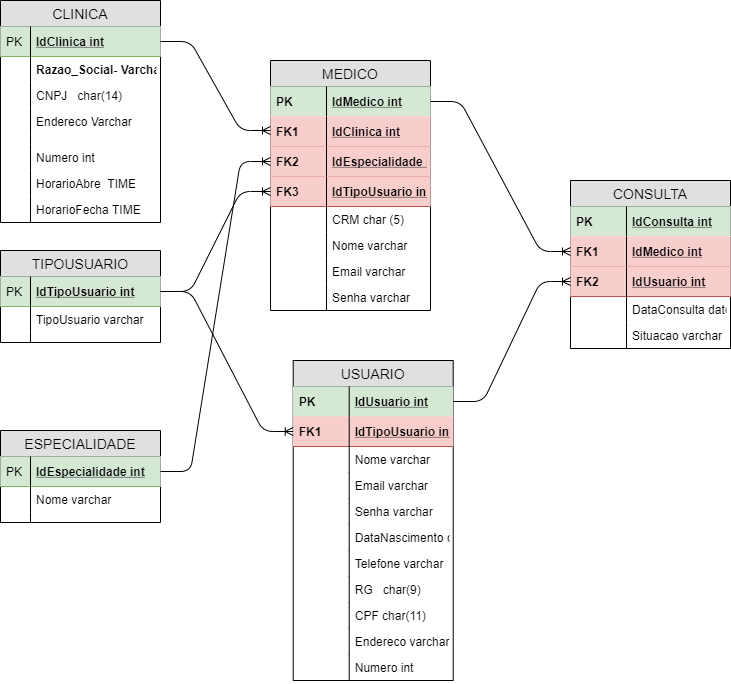 CLINICA
PK IdClinica int
Razao_Social- Varcha
CNPJ char(14)
Endereco Varchar
Numero int
HorarioAbre TIME
HorarioFecha TIME
TIPOUSUARIO
PK IdTipoUsuario int
TipoUsuario varchar
ESPECIALIDADE
PK IdEspecialidade int
Nome varchar
MEDICO
PK IdMedico int
FK1 IdClinica int
FK2 IdEspecialidade
FK3 IdTipoUsuario in
CRM char (5)
Nome varchar
Email varchar
Senha varchar
USUARIO
PK IdUsuario int
FK1 IdTipoUsuario in
Nome varchar
Email varchar
Senha varchar
DataNascimento
Telefone varchar
RG char(9)
CPF char(11)
Endereco varchar
Numero int
CONSULTA
PK IdConsulta int
FK1 IdMedico int
FK2 IdUsuario int
DataConsulta date
Situacao varchar